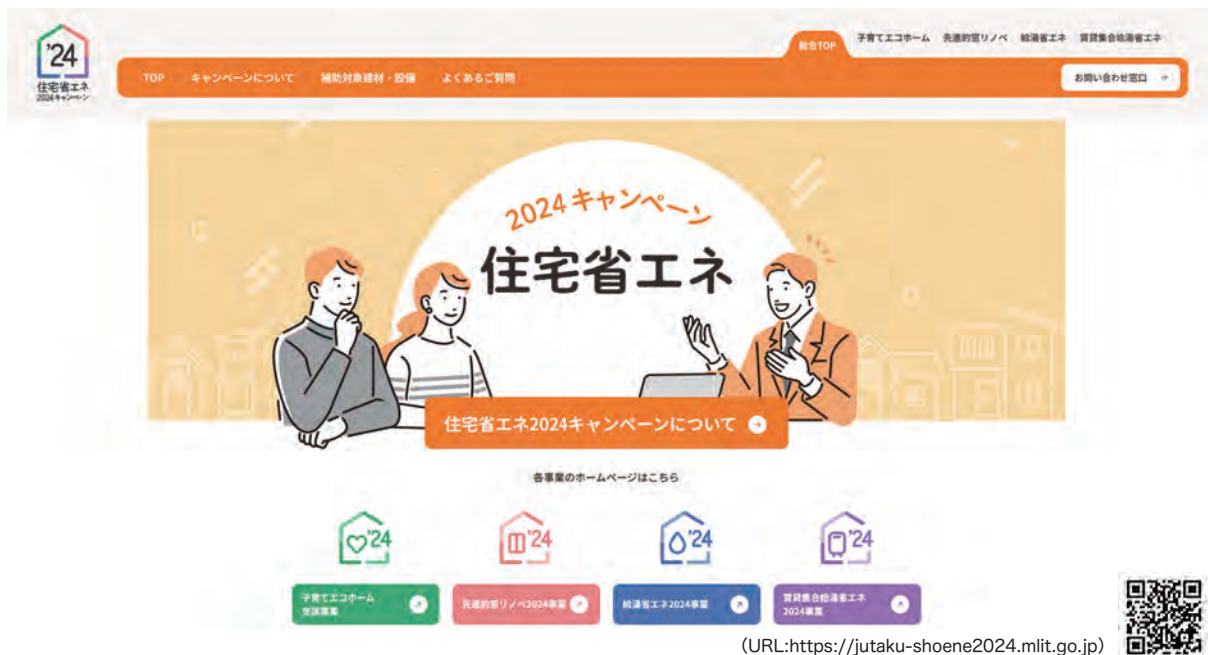 '24
住宅省エネ
2024キャンペーン
総合TOP
子育てエコホーム 先進的窓リノベ 給湯省エネ 賃貸集合給湯省エネ
TOP キャンペーンについて 補助対象建材・設備 よくあるご質問
お問い合わせ窓口
2024キャンペーン
住宅省エネ
住宅省エネ2024キャンペーンについて
各事業のホームページはこちら
'24 '24 '24 '24
子育てエコホーム
支援事業
先進的窓リノベ2024事業
給湯省エネ2024事業
賃貸集合給湯省エネ
2024事業
（URL:https://jutaku-shoene2024.mlit.go.jp）